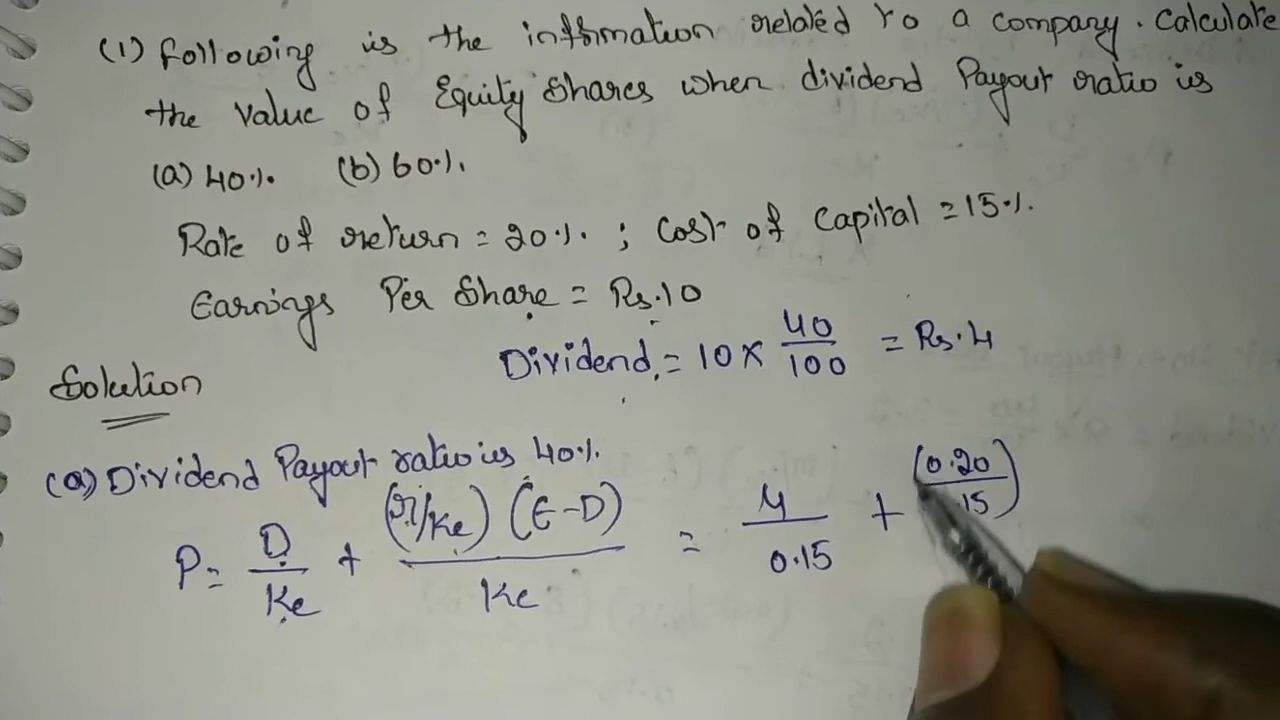 (1) Following is the information related to a company. Calculate
the value of Equity Shares when dividend Payout ratio is
(a) 40%. (b) 60%.
Rate of return = 20%. ; Cost of Capital = 15%.
Earnings Per Share = Rs.10
Dividend = 10 × 40/100 = Rs.4
Solution
(a) Dividend Payout ratio is 40%.
P = D/Ke + (r/Ke) (E-D)/Ke = 4/0.15 + (0.20/.15)